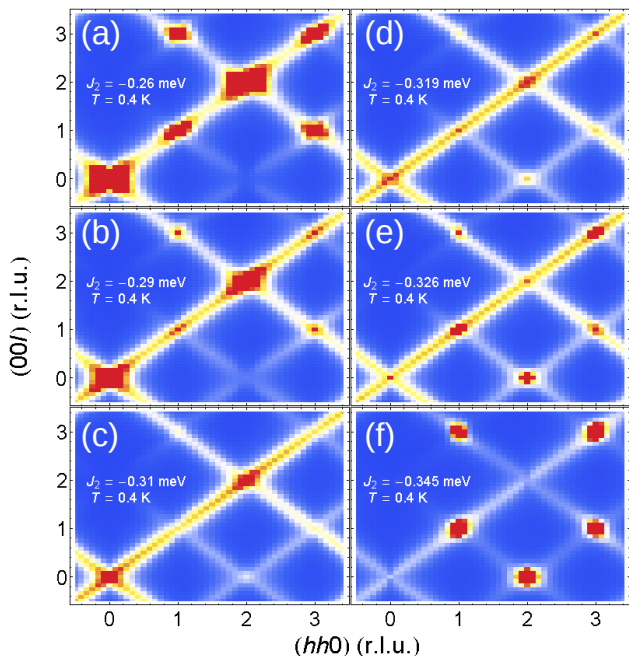 (a)
J₂ = −0.26 meV
T = 0.4 K
3
2
1
0
(d)
J₂ = −0.319 meV
T = 0.4 K
(b)
J₂ = −0.29 meV
T = 0.4 K
3
2
1
0
(e)
J₂ = −0.326 meV
T = 0.4 K
(c)
J₂ = −0.31 meV
T = 0.4 K
3
2
1
0
(f)
J₂ = −0.345 meV
T = 0.4 K
(00l) (r.l.u.)
0 1 2 3
0 1 2 3
(hh0) (r.l.u.)